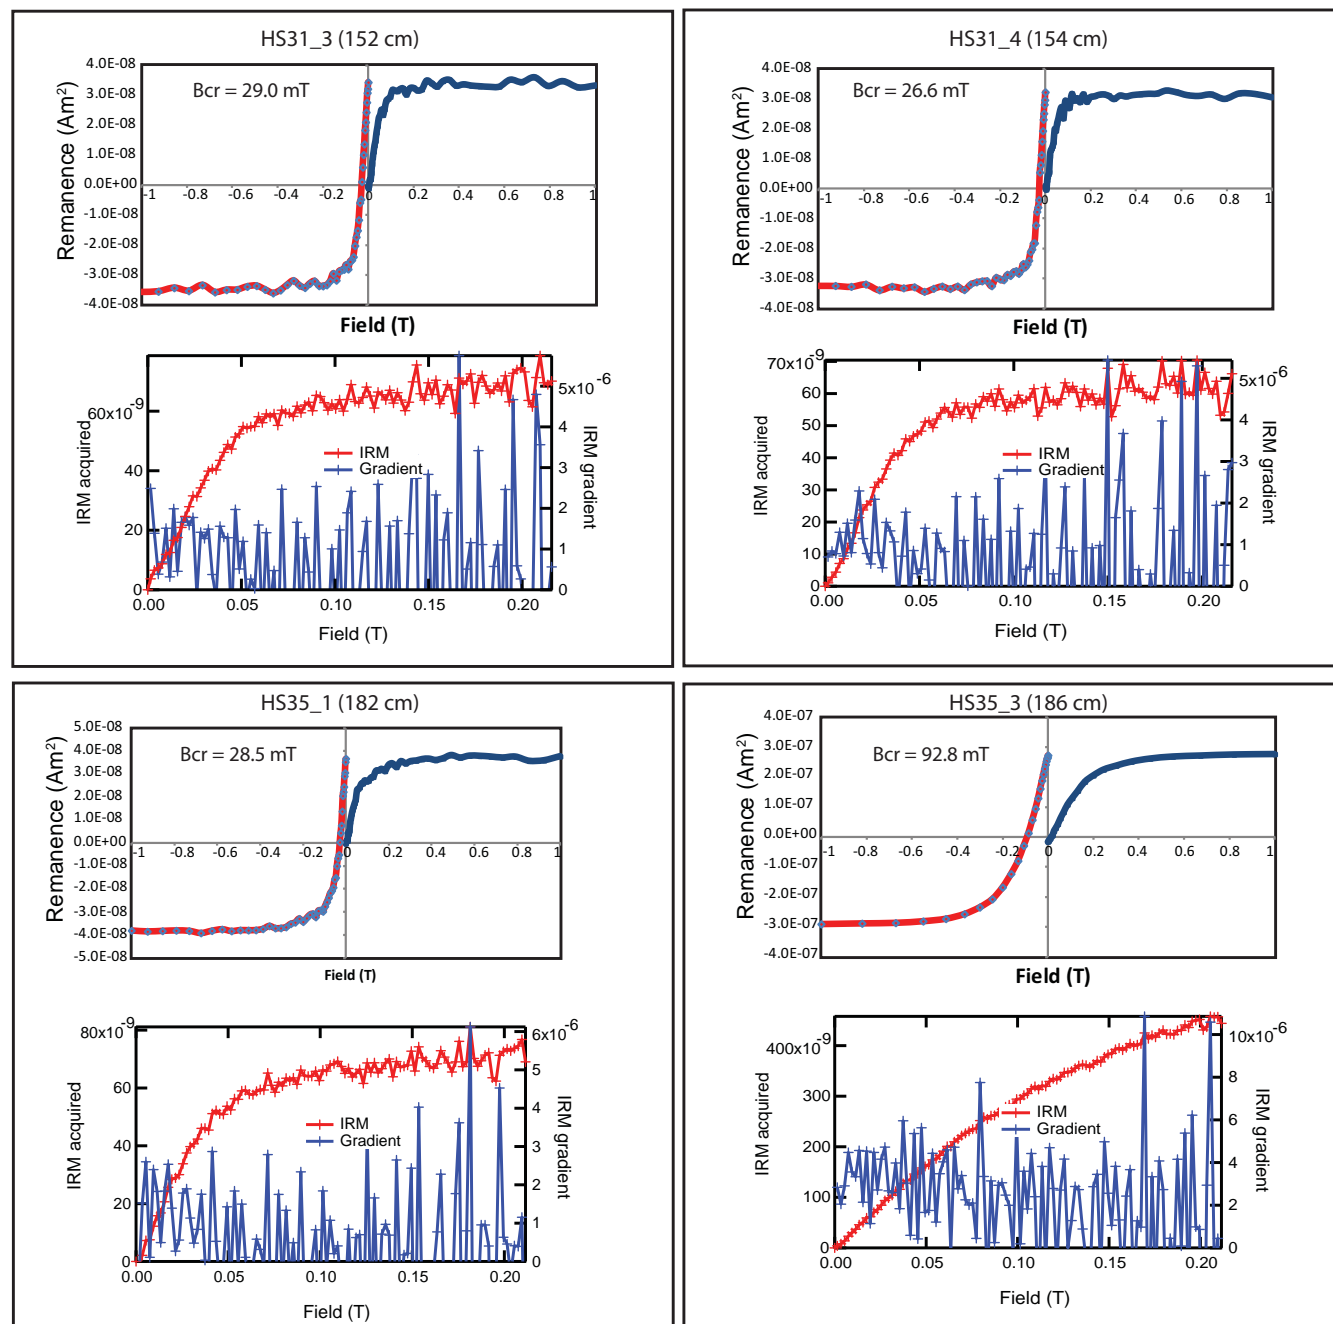 HS31_3 (152 cm)
Bcr = 29.0 mT
Remanence (Am²)
4.0E-08
3.0E-08
2.0E-08
1.0E-08
0.0E+00
-1.0E-08
-2.0E-08
-3.0E-08
-4.0E-08
-1 -0.8 -0.6 -0.4 -0.2 0 0.2 0.4 0.6 0.8 1
Field (T)
IRM acquired
60x10⁻⁹
40
20
0
IRM
Gradient
5x10⁻⁶
4
3
2
1
0
IRM gradient
0.00 0.05 0.10 0.15 0.20
Field (T)
HS31_4 (154 cm)
Bcr = 26.6 mT
Remanence (Am²)
4.0E-08
3.0E-08
2.0E-08
1.0E-08
0.0E+00
-1.0E-08
-2.0E-08
-3.0E-08
-4.0E-08
-1 -0.8 -0.6 -0.4 -0.2 0 0.2 0.4 0.6 0.8 1
Field (T)
IRM acquired
70x10⁻⁹
60
50
40
30
20
10
0
IRM
Gradient
5x10⁻⁶
4
3
2
1
0
IRM gradient
0.00 0.05 0.10 0.15 0.20
Field (T)
HS35_1 (182 cm)
Bcr = 28.5 mT
Remanence (Am²)
5.0E-08
4.0E-08
3.0E-08
2.0E-08
1.0E-08
0.0E+00
-1.0E-08
-2.0E-08
-3.0E-08
-4.0E-08
-5.0E-08
-1 -0.8 -0.6 -0.4 -0.2 0 0.2 0.4 0.6 0.8 1
Field (T)
IRM acquired
80x10⁻⁹
60
40
20
0
IRM
Gradient
6x10⁻⁶
5
4
3
2
1
0
IRM gradient
0.00 0.05 0.10 0.15 0.20
Field (T)
HS35_3 (186 cm)
Bcr = 92.8 mT
Remanence (Am²)
4.0E-07
3.0E-07
2.0E-07
1.0E-07
0.0E+00
-1.0E-07
-2.0E-07
-3.0E-07
-4.0E-07
-1 -0.8 -0.6 -0.4 -0.2 0 0.2 0.4 0.6 0.8 1
Field (T)
IRM acquired
400x10⁻⁹
300
200
100
0
IRM
Gradient
10x10⁻⁶
8
6
4
2
0
IRM gradient
0.00 0.05 0.10 0.15 0.20
Field (T)